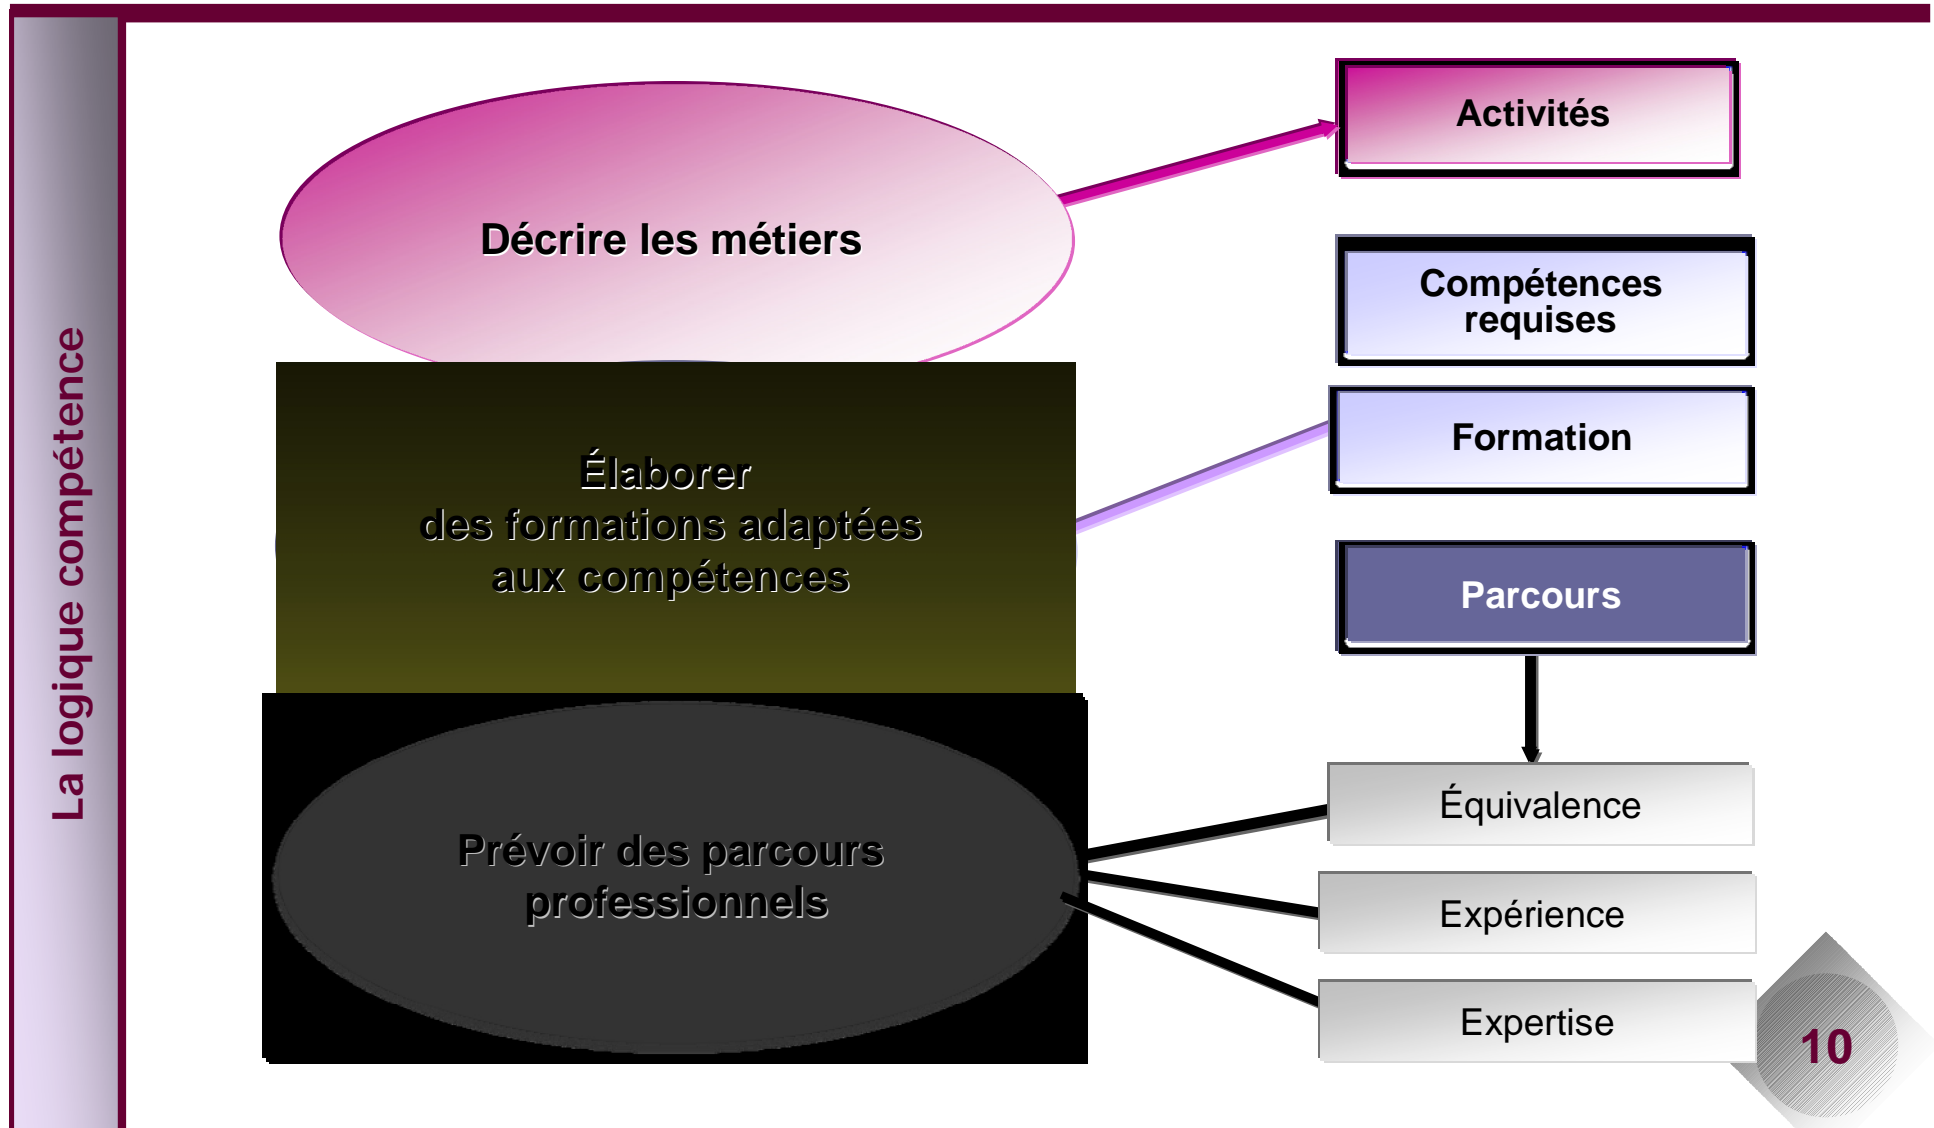 La logique compétence
Décrire les métiers
Élaborer
des formations adaptées
aux compétences
Prévoir des parcours
professionnels
Activités
Compétences
requises
Formation
Parcours
Équivalence
Expérience
Expertise
10